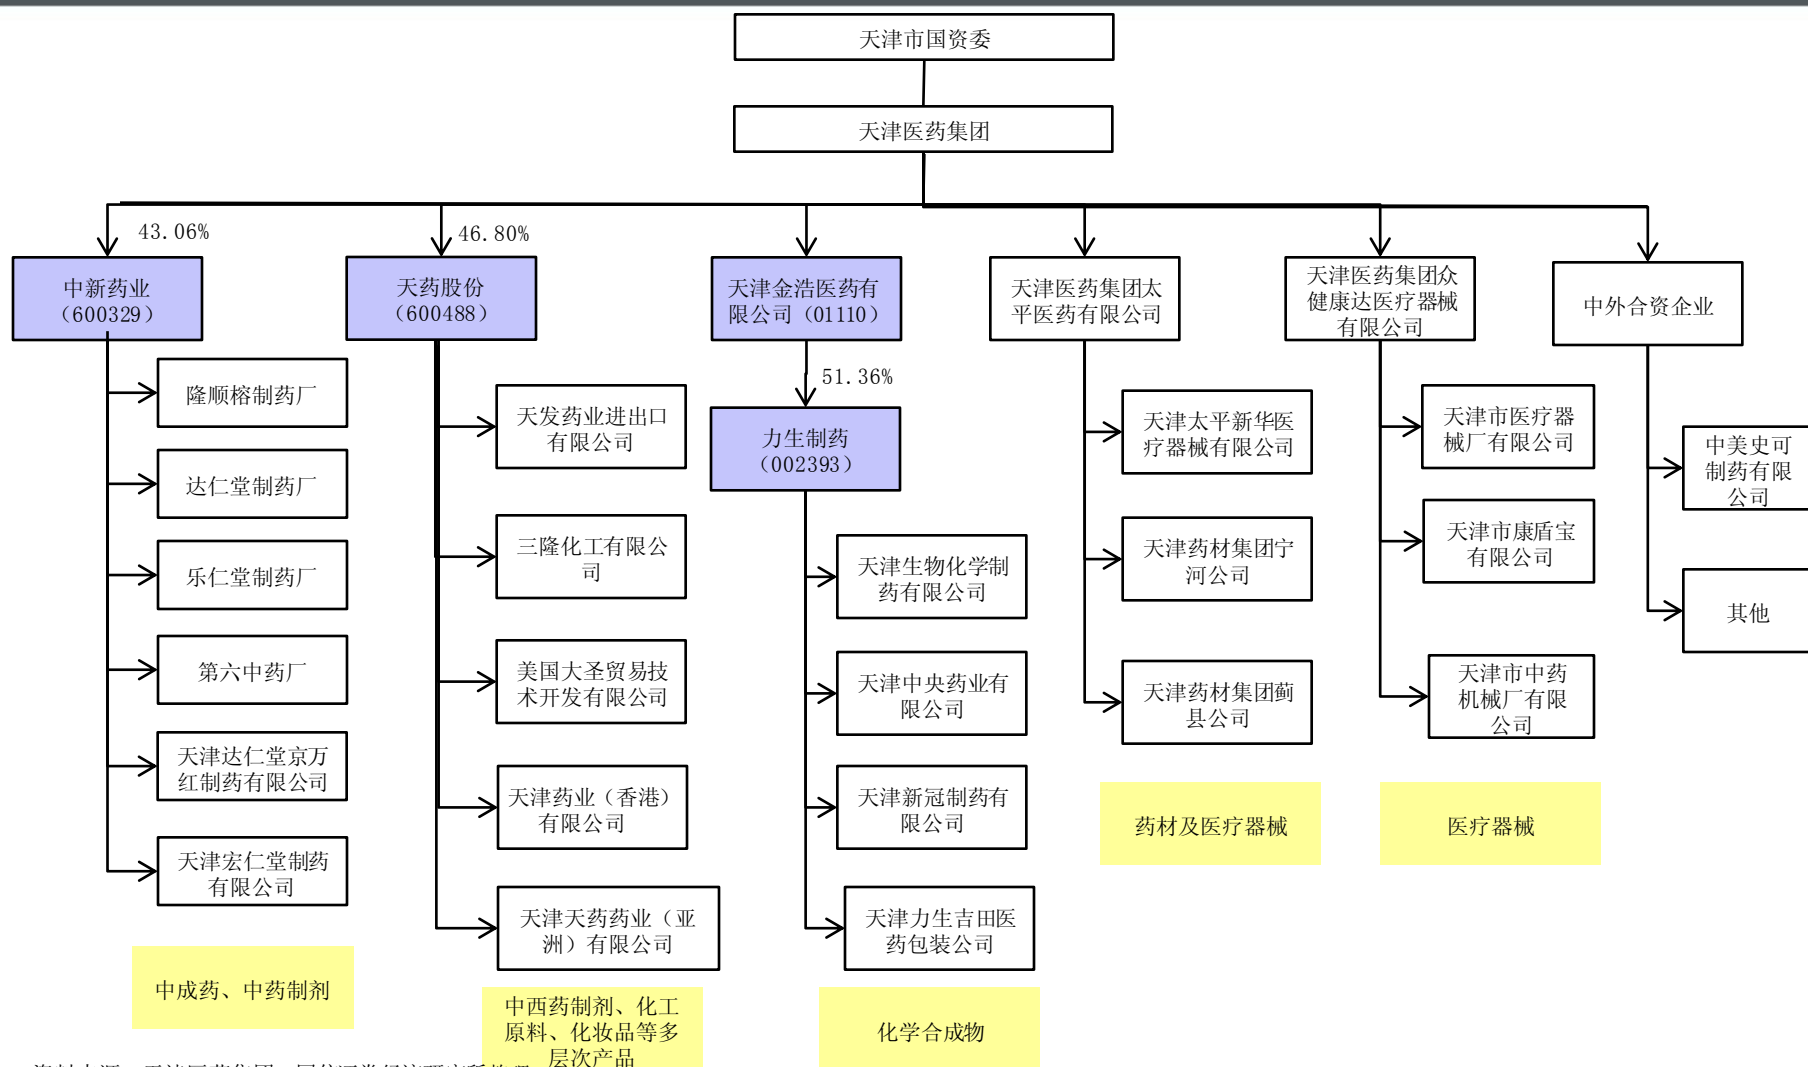 天津市国资委
天津医药集团
43.06%
46.80%
中新药业
（600329）
天药股份
（600488）
天津金浩医药有
限公司（01110）
天津医药集团太
平医药有限公司
天津医药集团众
健康达医疗器械
有限公司
中外合资企业
51.36%
力生制药
（002393）
隆顺榕制药厂
达仁堂制药厂
乐仁堂制药厂
第六中药厂
天津达仁堂京万
红制药有限公司
天津宏仁堂制药
有限公司
中成药、中药制剂
天发药业进出口
有限公司
三隆化工有限公
司
美国大圣贸易技
术开发有限公司
天津药业（香港）
有限公司
天津天药药业（亚
洲）有限公司
中西药制剂、化工
原料、化妆品等多
层次产品
天津生物化学制
药有限公司
天津中央药业有
限公司
天津新冠制药有
限公司
天津力生吉田医
药包装公司
化学合成物
天津太平新华医
疗器械有限公司
天津药材集团宁
河公司
天津药材集团蓟
县公司
药材及医疗器械
天津市医疗器
械厂有限公司
天津市康盾宝
有限公司
天津市中药
机械厂有限
公司
医疗器械
中美史可
制药有限
公司
其他